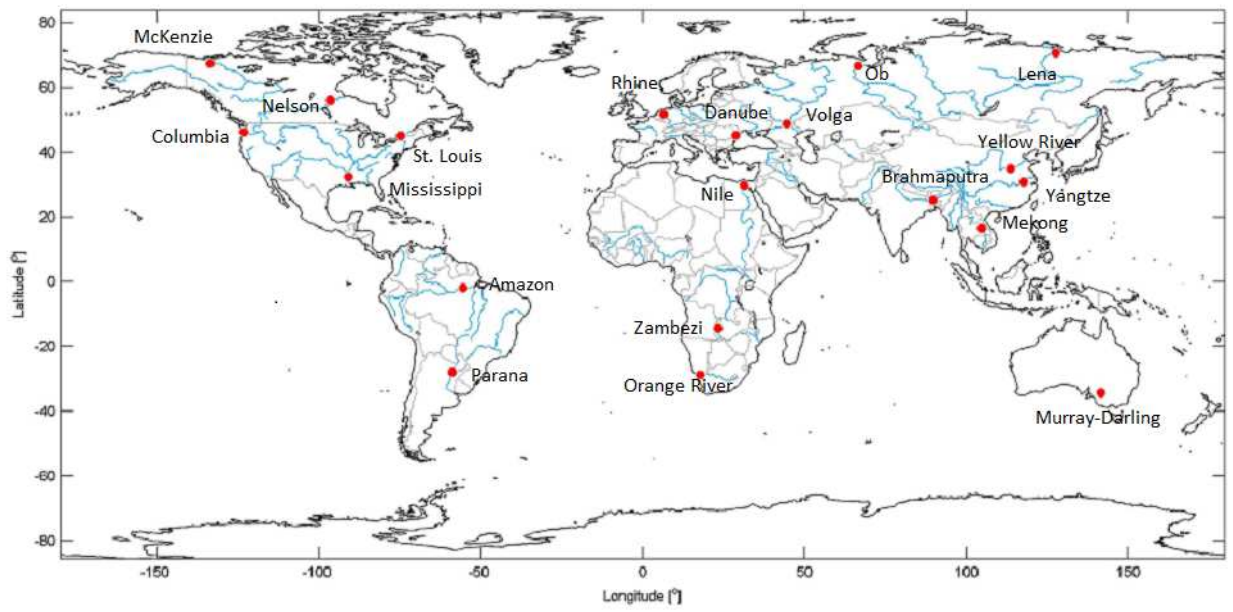 80
McKenzie
60
Rhine
Ob
Lena
Nelson
Danube
Volga
Columbia
St. Louis
Yellow River
40
Mississippi
Brahmaputra
Nile
Yangtze
20
Mekong
0
Amazon
Zambezi
-20
Parana
Orange River
Murray-Darling
-40
-60
-80
Latitude [°]
-150
-100
-50
0
50
100
150
Longitude [°]